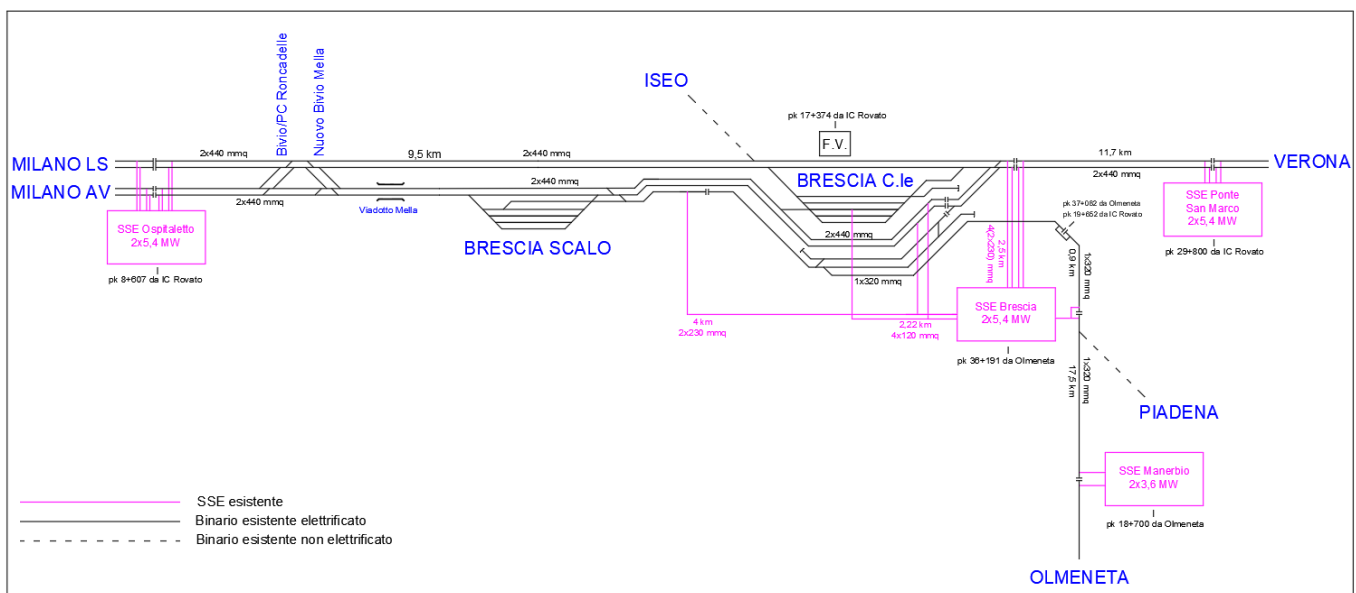 Bivio/PC Roncadelle
Nuovo Bivio Mella
ISEO
pk 17+374 da IC Rovato
F.V.
MILANO LS
2x440 mmq
9,5 km
2x440 mmq
11,7 km
VERONA
MILANO AV
2x440 mmq
2x440 mmq
BRESCIA C.le
2x440 mmq
Viadotto Mella
SSE Ospitaletto
2x5,4 MW
pk 8+607 da IC Rovato
BRESCIA SCALO
2x440 mmq
1x320 mmq
2,5 km
4(2x230) mmq
pk 37+082 da Olmeneta
pk 19+652 IC Rovato
SSE Ponte
San Marco
2x5,4 MW
pk 29+800 da IC Rovato
0,9 km
1x320 mmq
SSE Brescia
2x5,4 MW
pk 36+191 da Olmeneta
4 km
2x230 mmq
2,22 km
4x120 mmq
17,5 km
1x320 mmq
PIADENA
SSE Manerbio
2x3,6 MW
pk 18+700 da Olmeneta
OLMENETA
SSE esistente
Binario esistente elettrificato
Binario esistente non elettrificato